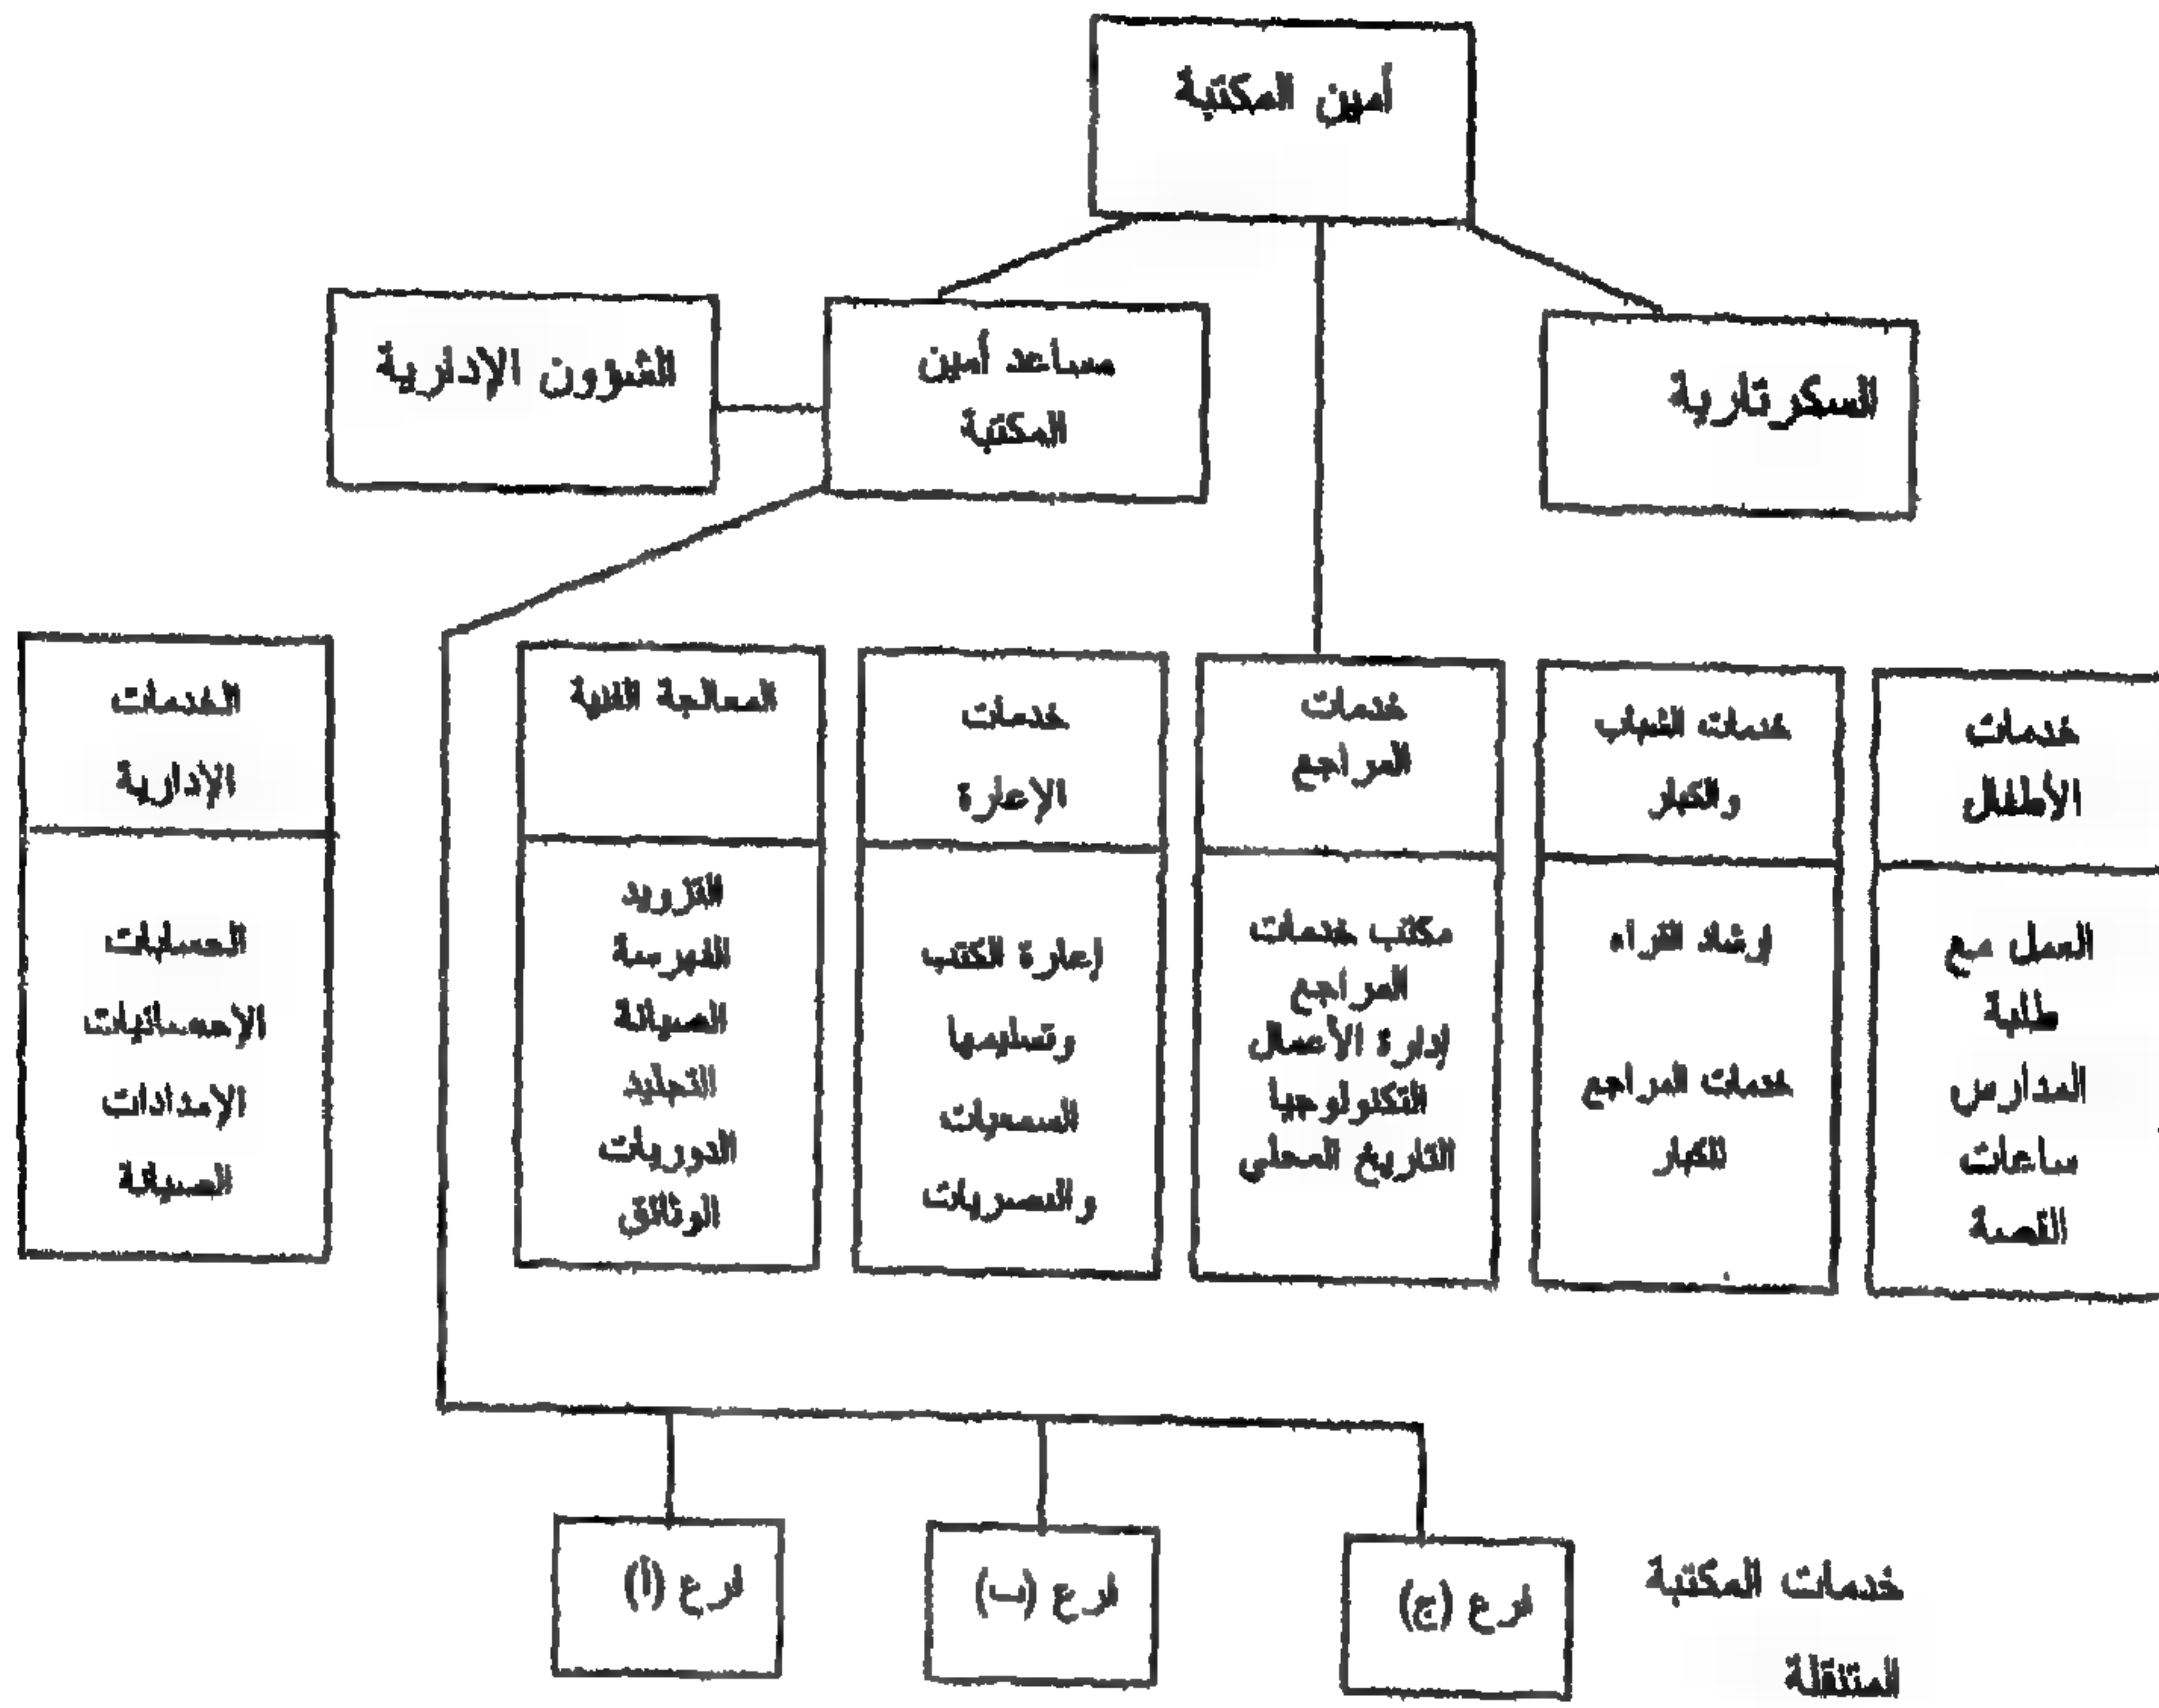 أمين المكتبة
السكرتارية
مساعد أمين
المكتبة
الشؤون الإدارية
خدمات
الأطفال
العمل مع
طلبة
المدارس
ساعات
القصة
خدمات الشباب
والكبار
إرشاد القراء
خدمات المراجع
للكبار
خدمات
المراجع
مكتب خدمات
المراجع
إدارة الأعمال
التكنولوجيا
التاريخ المحلي
خدمات
الإعارة
إعارة الكتب
وتسليمها
السمعيات
والبصريات
المعالجة الفنية
التزويد
الفهرسة
الصيانة
التجليد
الدوريات
الوثائق
الخدمات
الإدارية
الحسابات
الإحصائيات
الإمدادات
الصيانة
خدمات المكتبة
المتنقلة
فرع (ج)
فرع (ب)
فرع (أ)